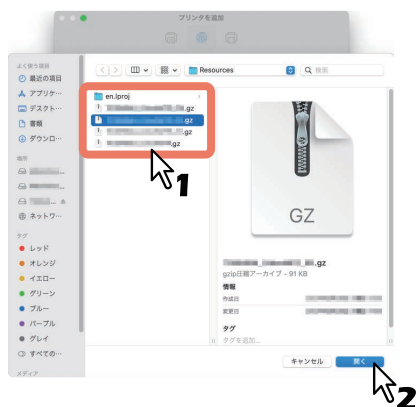 プリンタを追加
よく使う項目
最近の項目
アプリケ…
デスクト…
書類
ダウンロ…
場所
ネットワ…
タグ
レッド
オレンジ
イエロー
グリーン
ブルー
パープル
グレイ
すべての…
メディア
Resources
検索
en.lproj
.gz
.gz
.gz
.gz
1
GZ
.gz
gzip圧縮アーカイブ - 91 KB
情報
作成日
変更日
タグ
タグを追加...
キャンセル
開く
2